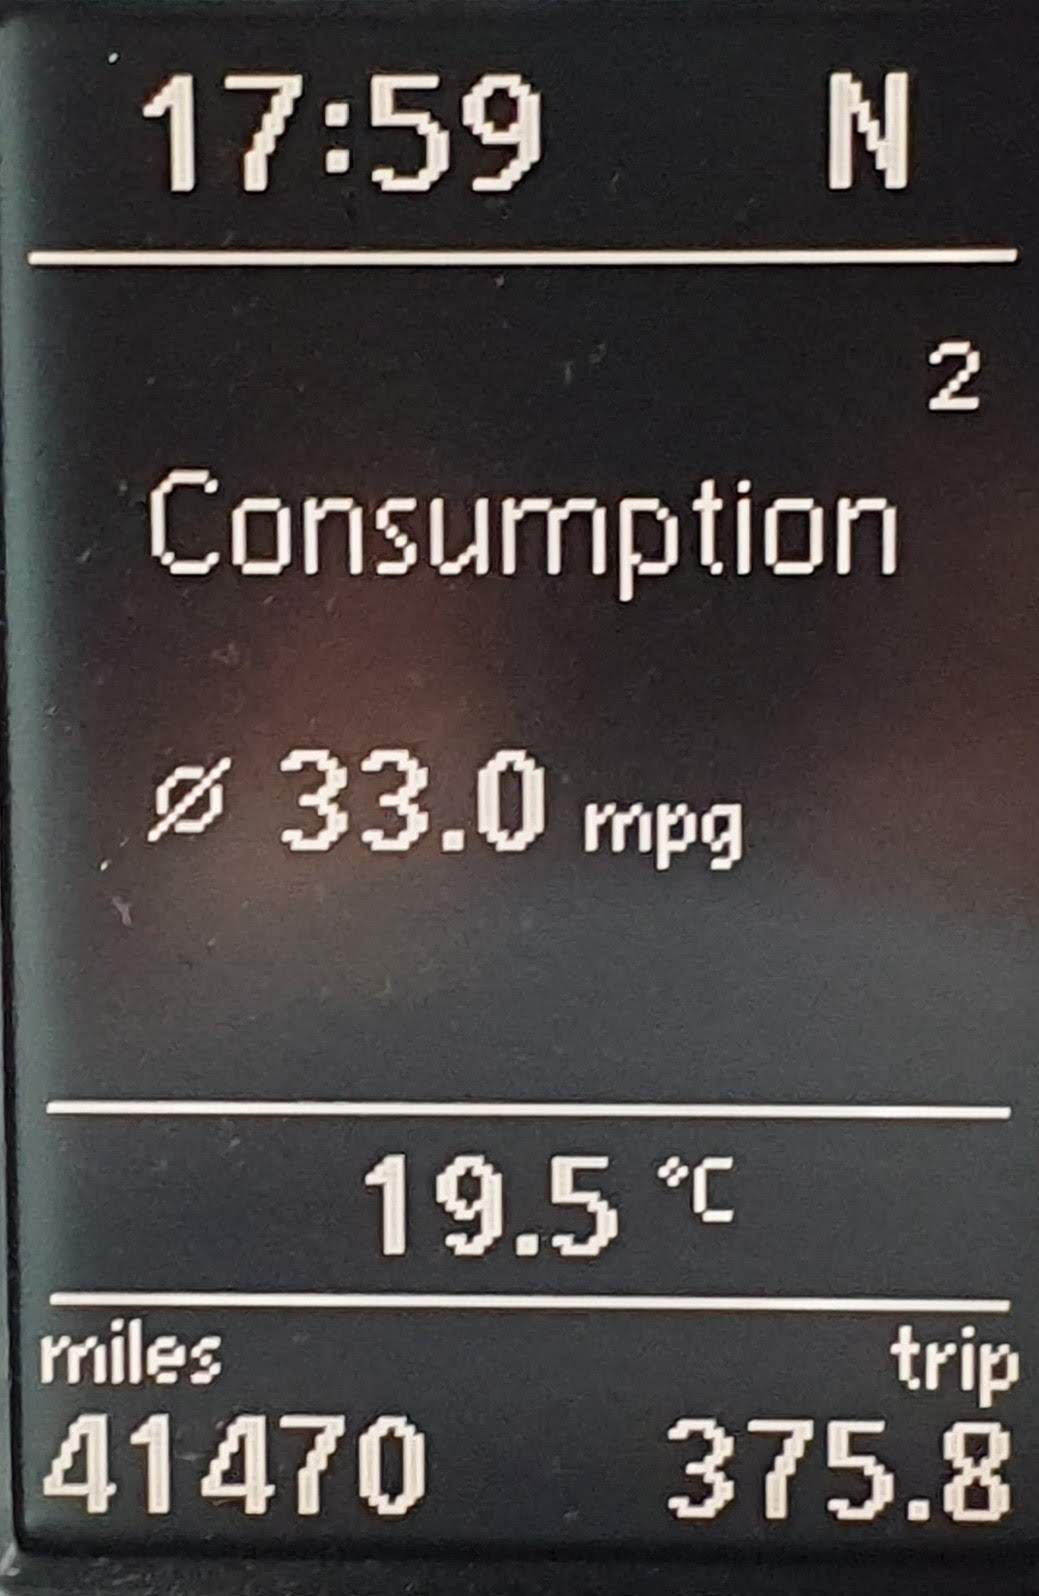 17:59 N
2
Consumption
Ø 33.0 mpg
19.5 °C
miles trip
41470 375.8